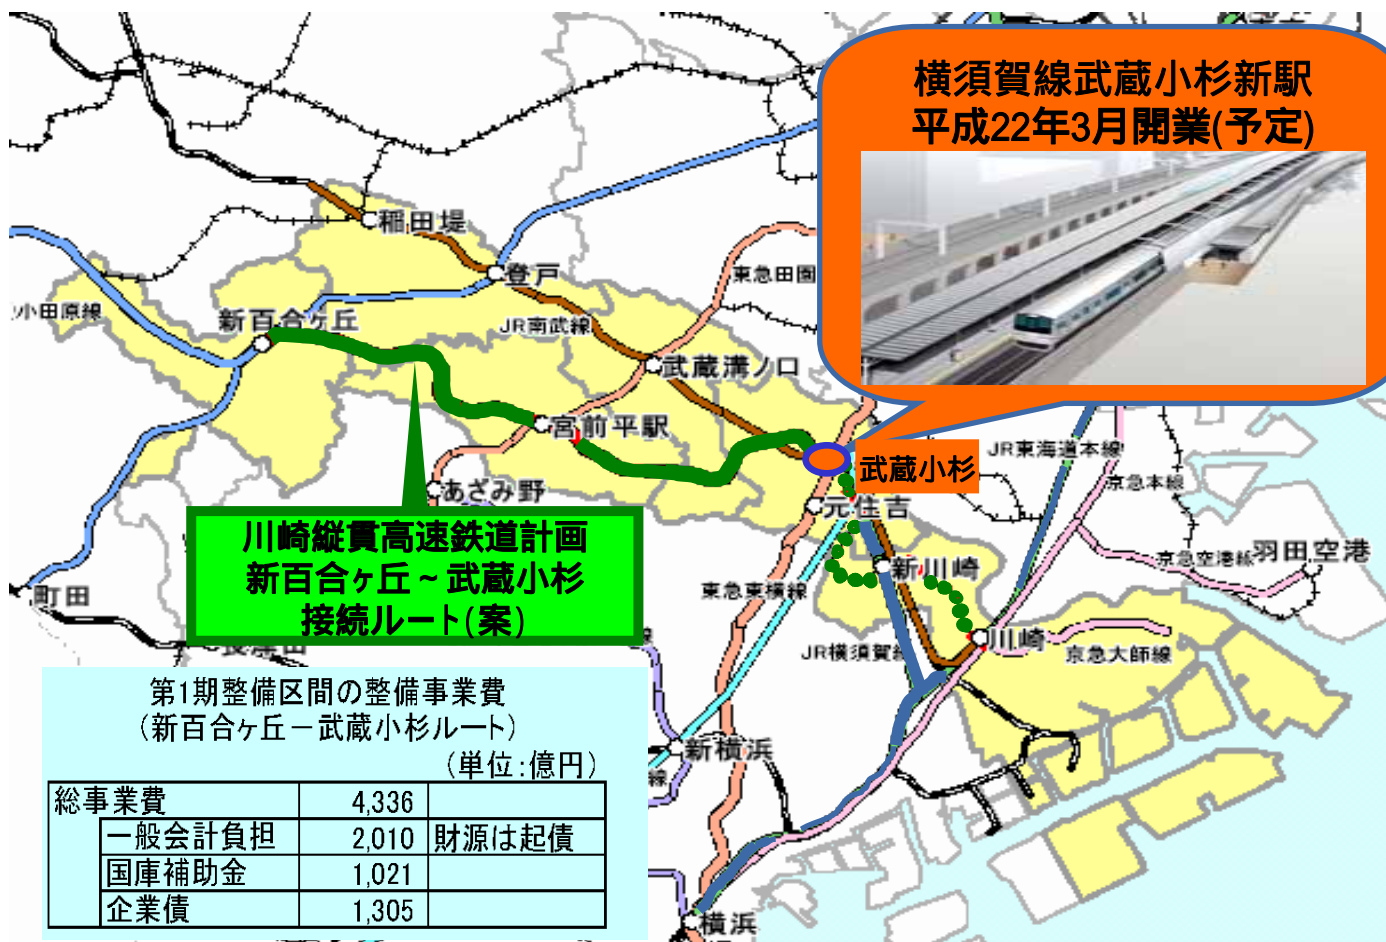 横須賀線武蔵小杉新駅
平成22年3月開業(予定)
稲田堤
登戸
東急田園
小田原線
新百合ヶ丘
JR南武線
武蔵溝ノ口
宮前平駅
武蔵小杉
JR東海道本線
あざみ野
京急本線
元住吉
川崎縦貫高速鉄道計画
新百合ヶ丘～武蔵小杉
接続ルート(案)
京急空港線
羽田空港
新川崎
町田
東急東横線
川崎
JR横須賀線
京急大師線
第1期整備区間の整備事業費
(新百合ヶ丘－武蔵小杉ルート)
(単位:億円)
総事業費 4,336
一般会計負担 2,010 財源は起債
国庫補助金 1,021
企業債 1,305
新横浜
線
線
横浜